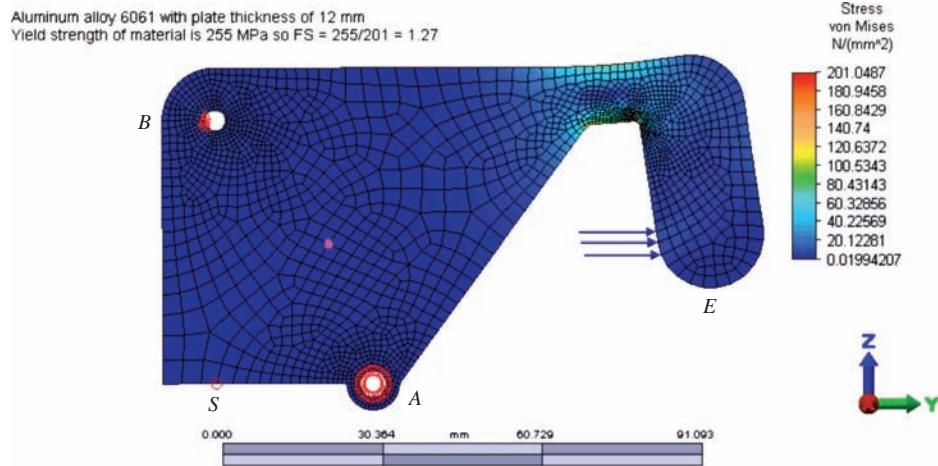 Aluminum alloy 6061 with plate thickness of 12 mm
Yield strength of material is 255 MPa so FS = 255/201 = 1.27
Stress
von Mises
N/(mm^2)
201.0487
180.9458
160.8429
140.74
120.6372
100.5343
80.43143
60.32856
40.22569
20.12281
0.01994207
B
E
S
A
Z
X
Y
0.000 30.364 mm 60.729 91.093